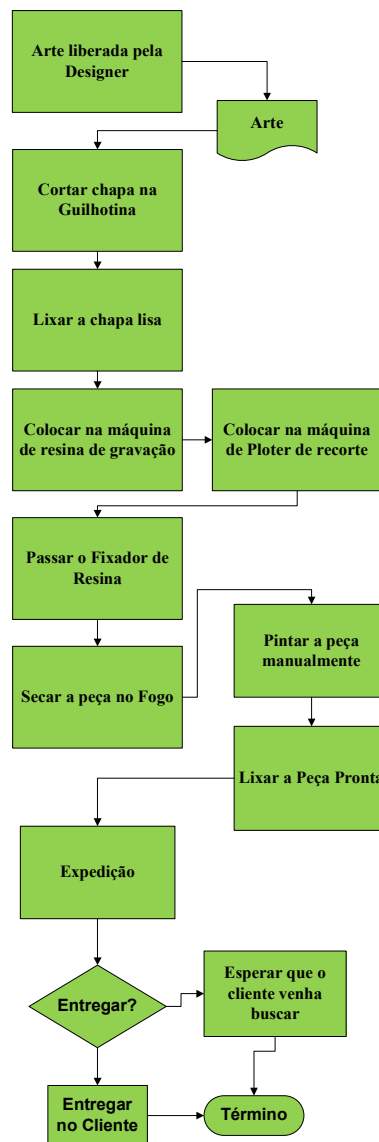 Arte liberada pela
Designer
Arte
Cortar chapa na
Guilhotina
Lixar a chapa lisa
Colocar na máquina
de resina de gravação
Colocar na máquina
de Ploter de recorte
Passar o Fixador de
Resina
Secar a peça no Fogo
Pintar a peça
manualmente
Lixar a Peça Pronta
Expedição
Entregar?
Esperar que o
cliente venha
buscar
Entregar
no Cliente
Término